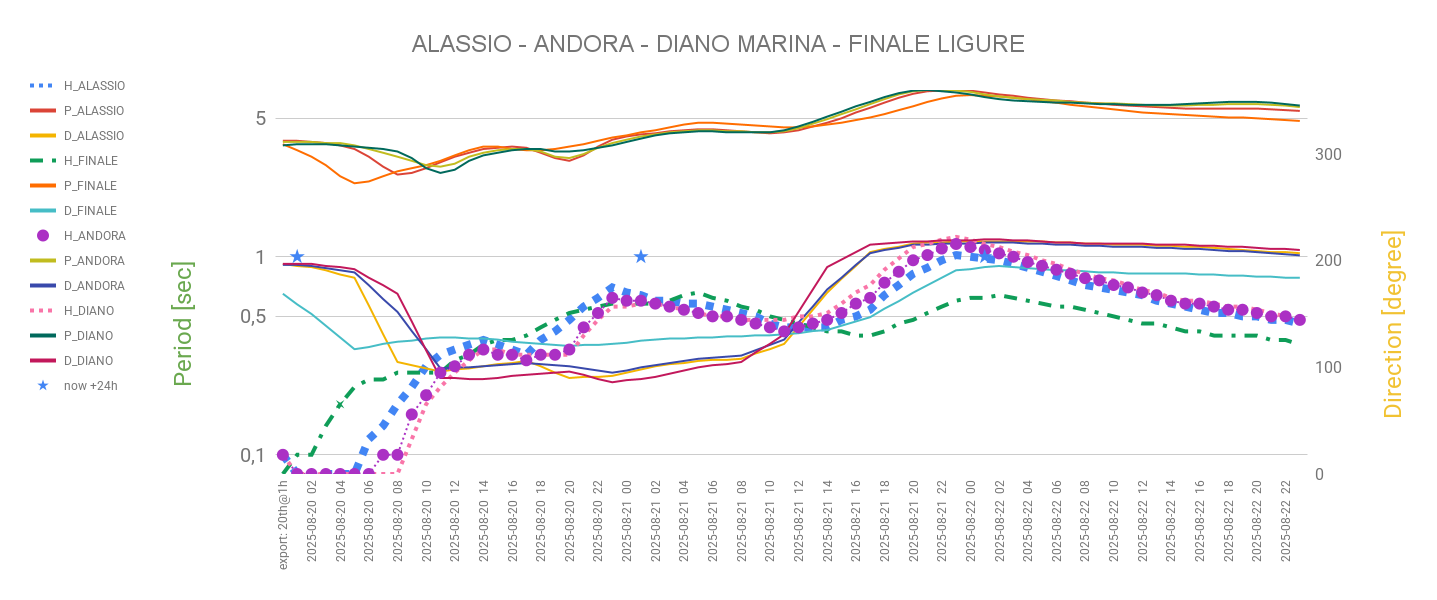 ALASSIO - ANDORA - DIANO MARINA - FINALE LIGURE
H_ALASSIO
P_ALASSIO
D_ALASSIO
H_FINALE
P_FINALE
D_FINALE
H_ANDORA
P_ANDORA
D_ANDORA
H_DIANO
P_DIANO
D_DIANO
now +24h
Period [sec]
5
1
0,5
0,1
300
200
100
0
Direction [degree]
export: 20th@1h
2025-08-20 02
2025-08-20 04
2025-08-20 06
2025-08-20 08
2025-08-20 10
2025-08-20 12
2025-08-20 14
2025-08-20 16
2025-08-20 18
2025-08-20 20
2025-08-20 22
2025-08-21 00
2025-08-21 02
2025-08-21 04
2025-08-21 06
2025-08-21 08
2025-08-21 10
2025-08-21 12
2025-08-21 14
2025-08-21 16
2025-08-21 18
2025-08-21 20
2025-08-21 22
2025-08-22 00
2025-08-22 02
2025-08-22 04
2025-08-22 06
2025-08-22 08
2025-08-22 10
2025-08-22 12
2025-08-22 14
2025-08-22 16
2025-08-22 18
2025-08-22 20
2025-08-22 22